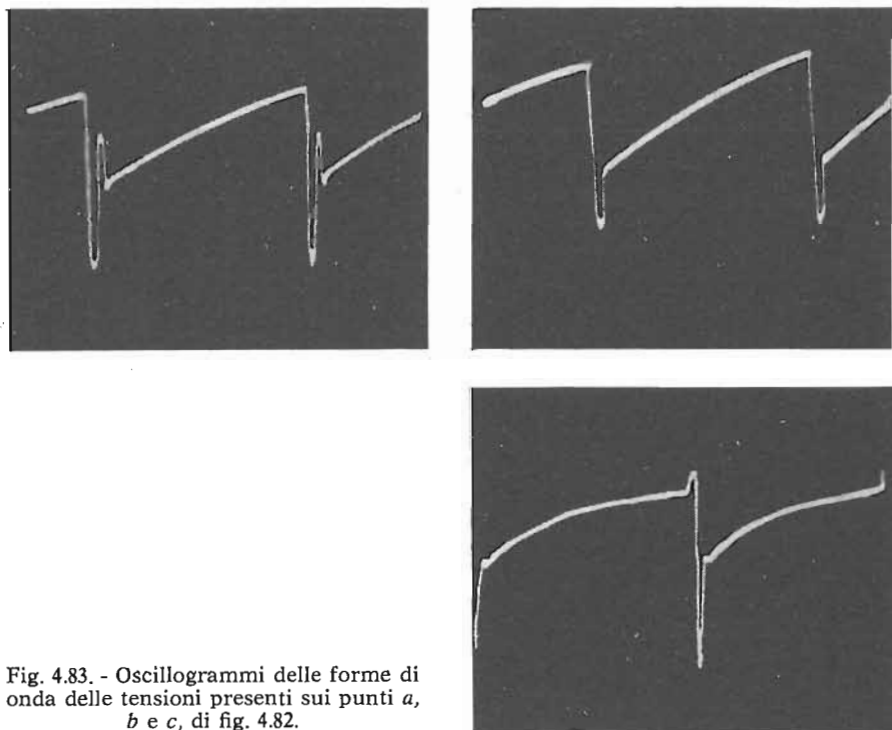 Fig. 4.83. - Oscillogrammi delle forme di
onda delle tensioni presenti sui punti a,
b e c, di fig. 4.82.